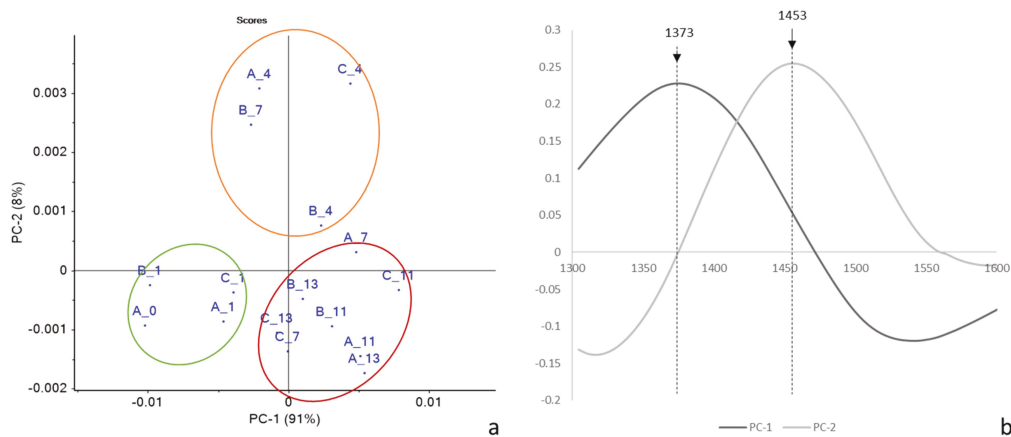 Scores
0.003
0.002
0.001
0
-0.001
-0.002
PC-2 (8%)
A_4
C_4
B_7
B_4
A_7
B_1
C_1
C_11
B_13
A_0
A_1
C_13
B_11
C_7
A_11
A_13
-0.01
0
0.01
PC-1 (91%)
a
1373
1453
0.3
0.25
0.2
0.15
0.1
0.05
0
-0.05
-0.1
-0.15
-0.2
1300
1350
1400
1450
1500
1550
1600
PC-1
PC-2
b